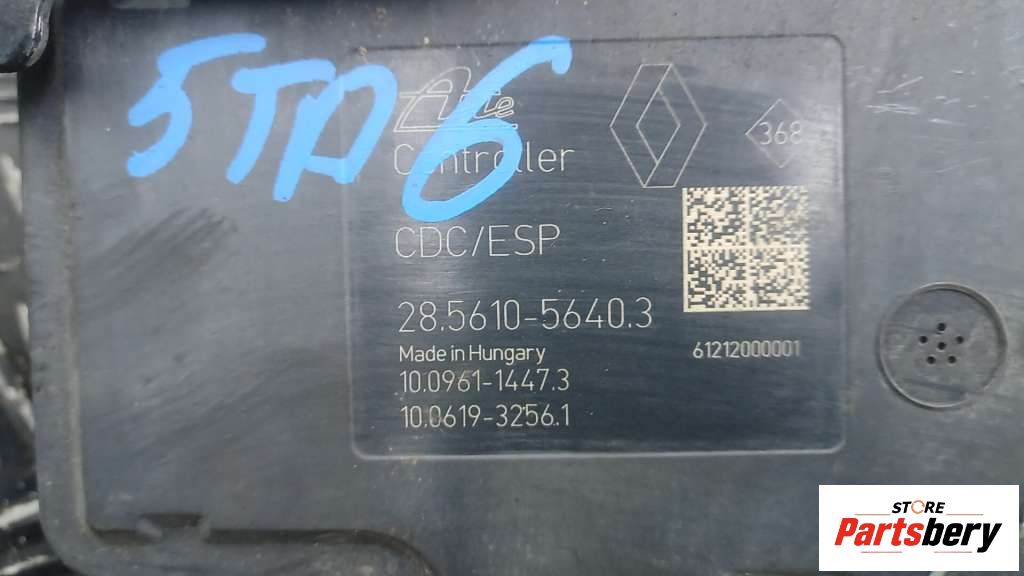 5TD6
Ate
Controller
368
CDC/ESP
28.5610-5640.3
Made in Hungary
61212000001
10.0961-1447.3
10.0619-3256.1
STORE
Partsbery